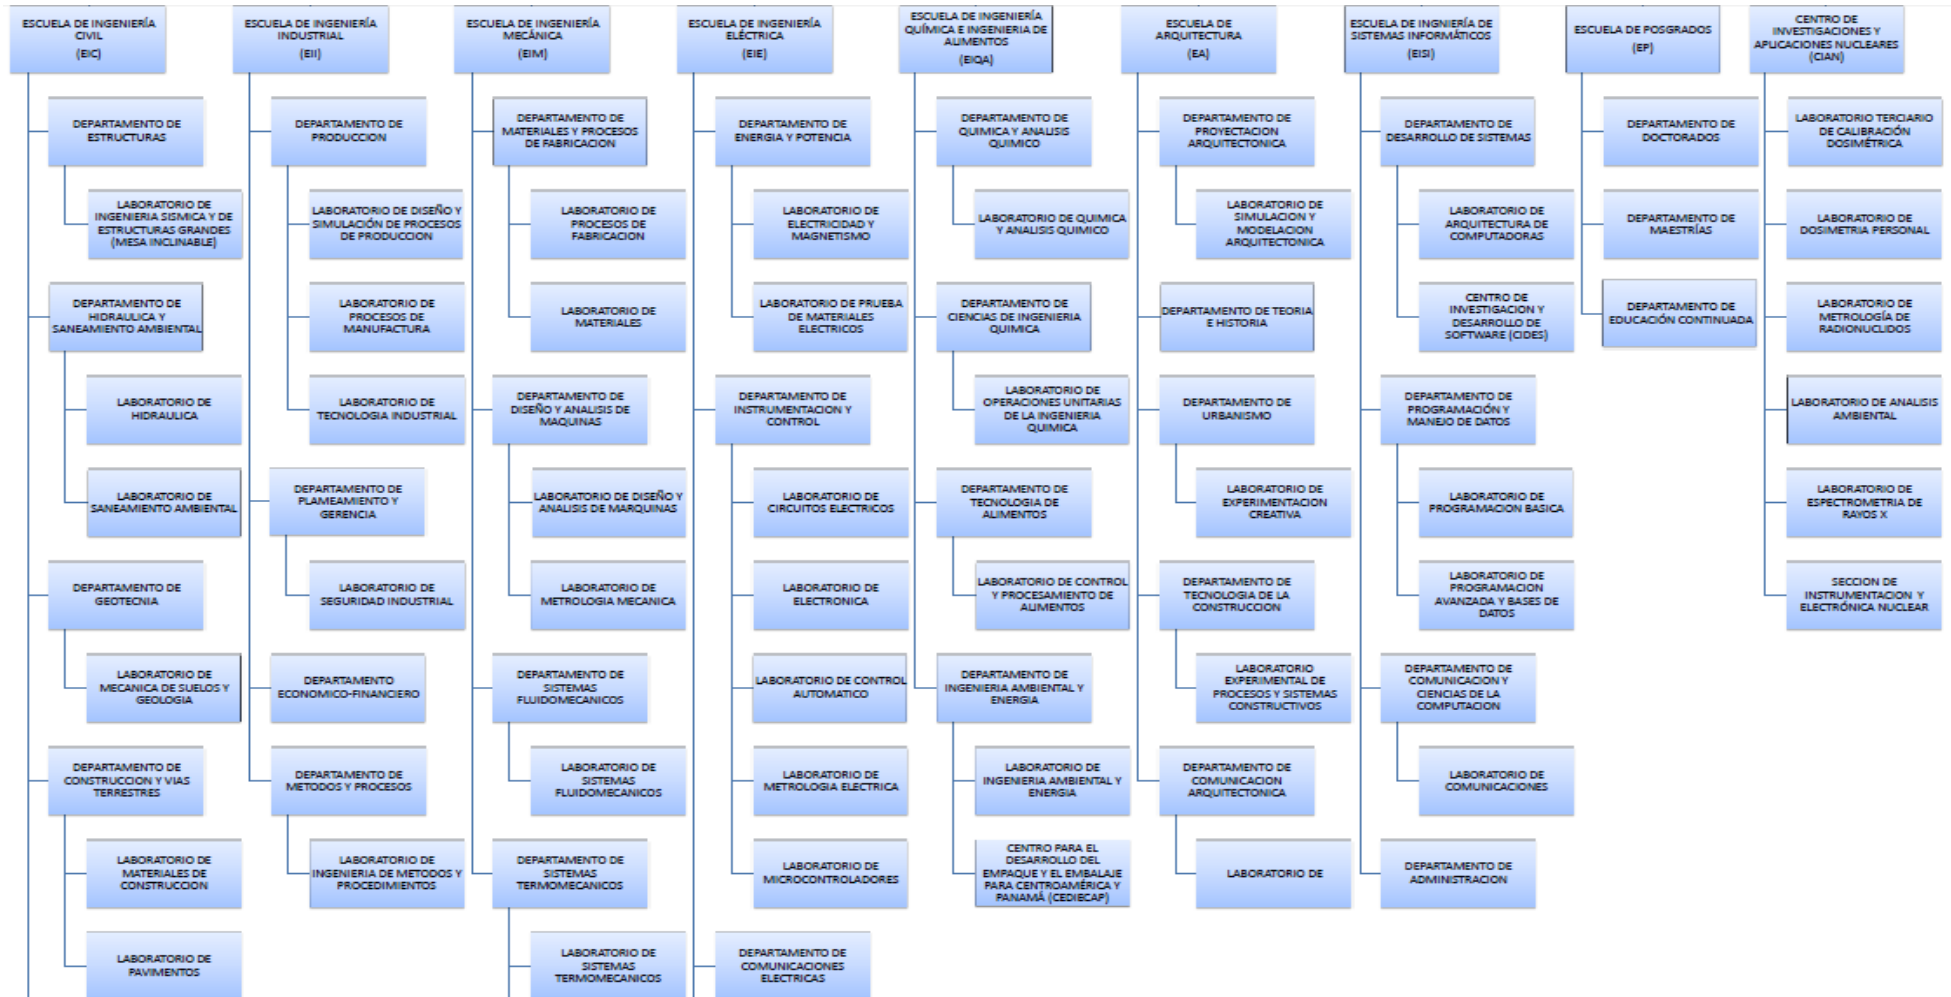 ESCUELA DE INGENIERÍA
CIVIL
(EIC)
DEPARTAMENTO DE
ESTRUCTURAS
LABORATORIO DE
INGENIERIA SISMICA Y DE
ESTRUCTURAS GRANDES
(MESA INCLINABLE)
DEPARTAMENTO DE
HIDRAULICA Y
SANEAMIENTO AMBIENTAL
LABORATORIO DE
HIDRAULICA
LABORATORIO DE
SANEAMIENTO AMBIENTAL
DEPARTAMENTO DE
GEOTECNIA
LABORATORIO DE
MECANICA DE SUELOS Y
GEOLOGIA
DEPARTAMENTO DE
CONSTRUCCION Y VIAS
TERRESTRES
LABORATORIO DE
MATERIALES DE
CONSTRUCCION
LABORATORIO DE
PAVIMENTOS
ESCUELA DE INGENIERÍA
INDUSTRIAL
(EII)
DEPARTAMENTO DE
PRODUCCION
LABORATORIO DE DISEÑO Y
SIMULACIÓN DE PROCESOS
DE PRODUCCION
LABORATORIO DE
PROCESOS DE
MANUFACTURA
LABORATORIO DE
TECNOLOGIA INDUSTRIAL
DEPARTAMENTO DE
PLAMEAMIENTO Y
GERENCIA
LABORATORIO DE
SEGURIDAD INDUSTRIAL
DEPARTAMENTO
ECONOMICO-FINANCIERO
DEPARTAMENTO DE
METODOS Y PROCESOS
LABORATORIO DE
INGENIERIA DE METODOS Y
PROCEDIMIENTOS
ESCUELA DE INGENIERÍA
MECÁNICA
(EIM)
DEPARTAMENTO DE
MATERIALES Y PROCESOS
DE FABRICACION
LABORATORIO DE
PROCESOS DE
FABRICACION
LABORATORIO DE
MATERIALES
DEPARTAMENTO DE
DISEÑO Y ANALISIS DE
MAQUINAS
LABORATORIO DE DISEÑO Y
ANALISIS DE MARQUINAS
LABORATORIO DE
METROLOGIA MECANICA
DEPARTAMENTO DE
SISTEMAS
FLUIDOMECANICOS
LABORATORIO DE
SISTEMAS
FLUIDOMECANICOS
DEPARTAMENTO DE
SISTEMAS
TERMOMECANICOS
LABORATORIO DE
SISTEMAS
TERMOMECANICOS
ESCUELA DE INGENIERÍA
ELÉCTRICA
(EIE)
DEPARTAMENTO DE
ENERGIA Y POTENCIA
LABORATORIO DE
ELECTRICIDAD Y
MAGNETISMO
LABORATORIO DE PRUEBA
DE MATERIALES ELECTRICOS
DEPARTAMENTO DE
INSTRUMENTACION Y
CONTROL
LABORATORIO DE
CIRCUITOS ELECTRICOS
LABORATORIO DE
ELECTRONICA
LABORATORIO DE CONTROL
AUTOMATICO
LABORATORIO DE
METROLOGIA ELECTRICA
LABORATORIO DE
MICROCONTROLADORES
DEPARTAMENTO DE
COMUNICACIONES
ELECTRICAS
ESCUELA DE INGENIERÍA
QUÍMICA E INGENIERIA DE
ALIMENTOS
(EIQA)
DEPARTAMENTO DE
QUIMICA Y ANALISIS
QUIMICO
LABORATORIO DE QUIMICA
Y ANALISIS QUIMICO
DEPARTAMENTO DE
CIENCIAS DE INGENIERIA
QUIMICA
LABORATORIO DE
OPERACIONES UNITARIAS
DE LA INGENIERIA
QUIMICA
DEPARTAMENTO DE
TECNOLOGIA DE
ALIMENTOS
LABORATORIO DE CONTROL
Y PROCESAMIENTO DE
ALIMENTOS
DEPARTAMENTO DE
INGENIERIA AMBIENTAL Y
ENERGIA
LABORATORIO DE
INGENIERIA AMBIENTAL Y
ENERGIA
CENTRO PARA EL
DESARROLLO DEL
EMPAQUE Y EL EMBALAJE
PARA CENTROAMÉRICA Y
PANAMÁ (CEDIECAP)
ESCUELA DE
ARQUITECTURA
(EA)
DEPARTAMENTO DE
PROYECTACION
ARQUITECTONICA
LABORATORIO DE
SIMULACION Y
MODELACION
ARQUITECTONICA
DEPARTAMENTO DE TEORIA
E HISTORIA
DEPARTAMENTO DE
URBANISMO
LABORATORIO DE
EXPERIMENTACION
CREATIVA
DEPARTAMENTO DE
TECNOLOGIA DE LA
CONSTRUCCION
LABORATORIO
EXPERIMENTAL DE
PROCESOS Y SISTEMAS
CONSTRUCTIVOS
DEPARTAMENTO DE
COMUNICACION
ARQUITECTONICA
LABORATORIO DE
ESCUELA DE INGNIERÍA DE
SISTEMAS INFORMÁTICOS
(EISI)
DEPARTAMENTO DE
DESARROLLO DE SISTEMAS
LABORATORIO DE
ARQUITECTURA DE
COMPUTADORAS
CENTRO DE
INVESTIGACION Y
DESARROLLO DE
SOFTWARE (CIDES)
DEPARTAMENTO DE
PROGRAMACIÓN Y
MANEJO DE DATOS
LABORATORIO DE
PROGRAMACION BASICA
LABORATORIO DE
PROGRAMACION
AVANZADA Y BASES DE
DATOS
DEPARTAMENTO DE
COMUNICACION Y
CIENCIAS DE LA
COMPUTACION
LABORATORIO DE
COMUNICACIONES
DEPARTAMENTO DE
ADMINISTRACION
ESCUELA DE POSGRADOS
(EP)
DEPARTAMENTO DE
DOCTORADOS
DEPARTAMENTO DE
MAESTRÍAS
DEPARTAMENTO DE
EDUCACIÓN CONTINUADA
CENTRO DE
INVESTIGACIONES Y
APLICACIONES NUCLEARES
(CIAN)
LABORATORIO TERCIARIO
DE CALIBRACIÓN
DOSIMÉTRICA
LABORATORIO DE
DOSIMETRIA PERSONAL
LABORATORIO DE
METROLOGÍA DE
RADIONUCLIDOS
LABORATORIO DE ANALISIS
AMBIENTAL
LABORATORIO DE
ESPECTROMETRIA DE
RAYOS X
SECCION DE
INSTRUMENTACION Y
ELECTRÓNICA NUCLEAR